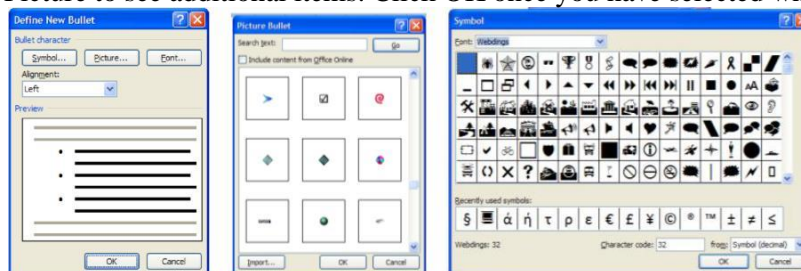 Picture to see additional items. Click OK once you have selected
Define New Bullet
Bullet character
Symbol...
Picture...
Font...
Alignment:
Left
Preview
OK
Cancel
Picture Bullet
Search text:
Go
Include content from Office Online
Import...
OK
Cancel
Symbol
Font: Webdings
Recently used symbols:
§ ά ή τ ρ ε € £ ¥ © ® ™ ± ≠ ≤
Webdings: 32
Character code: 32
from: Symbol (decimal)
OK
Cancel